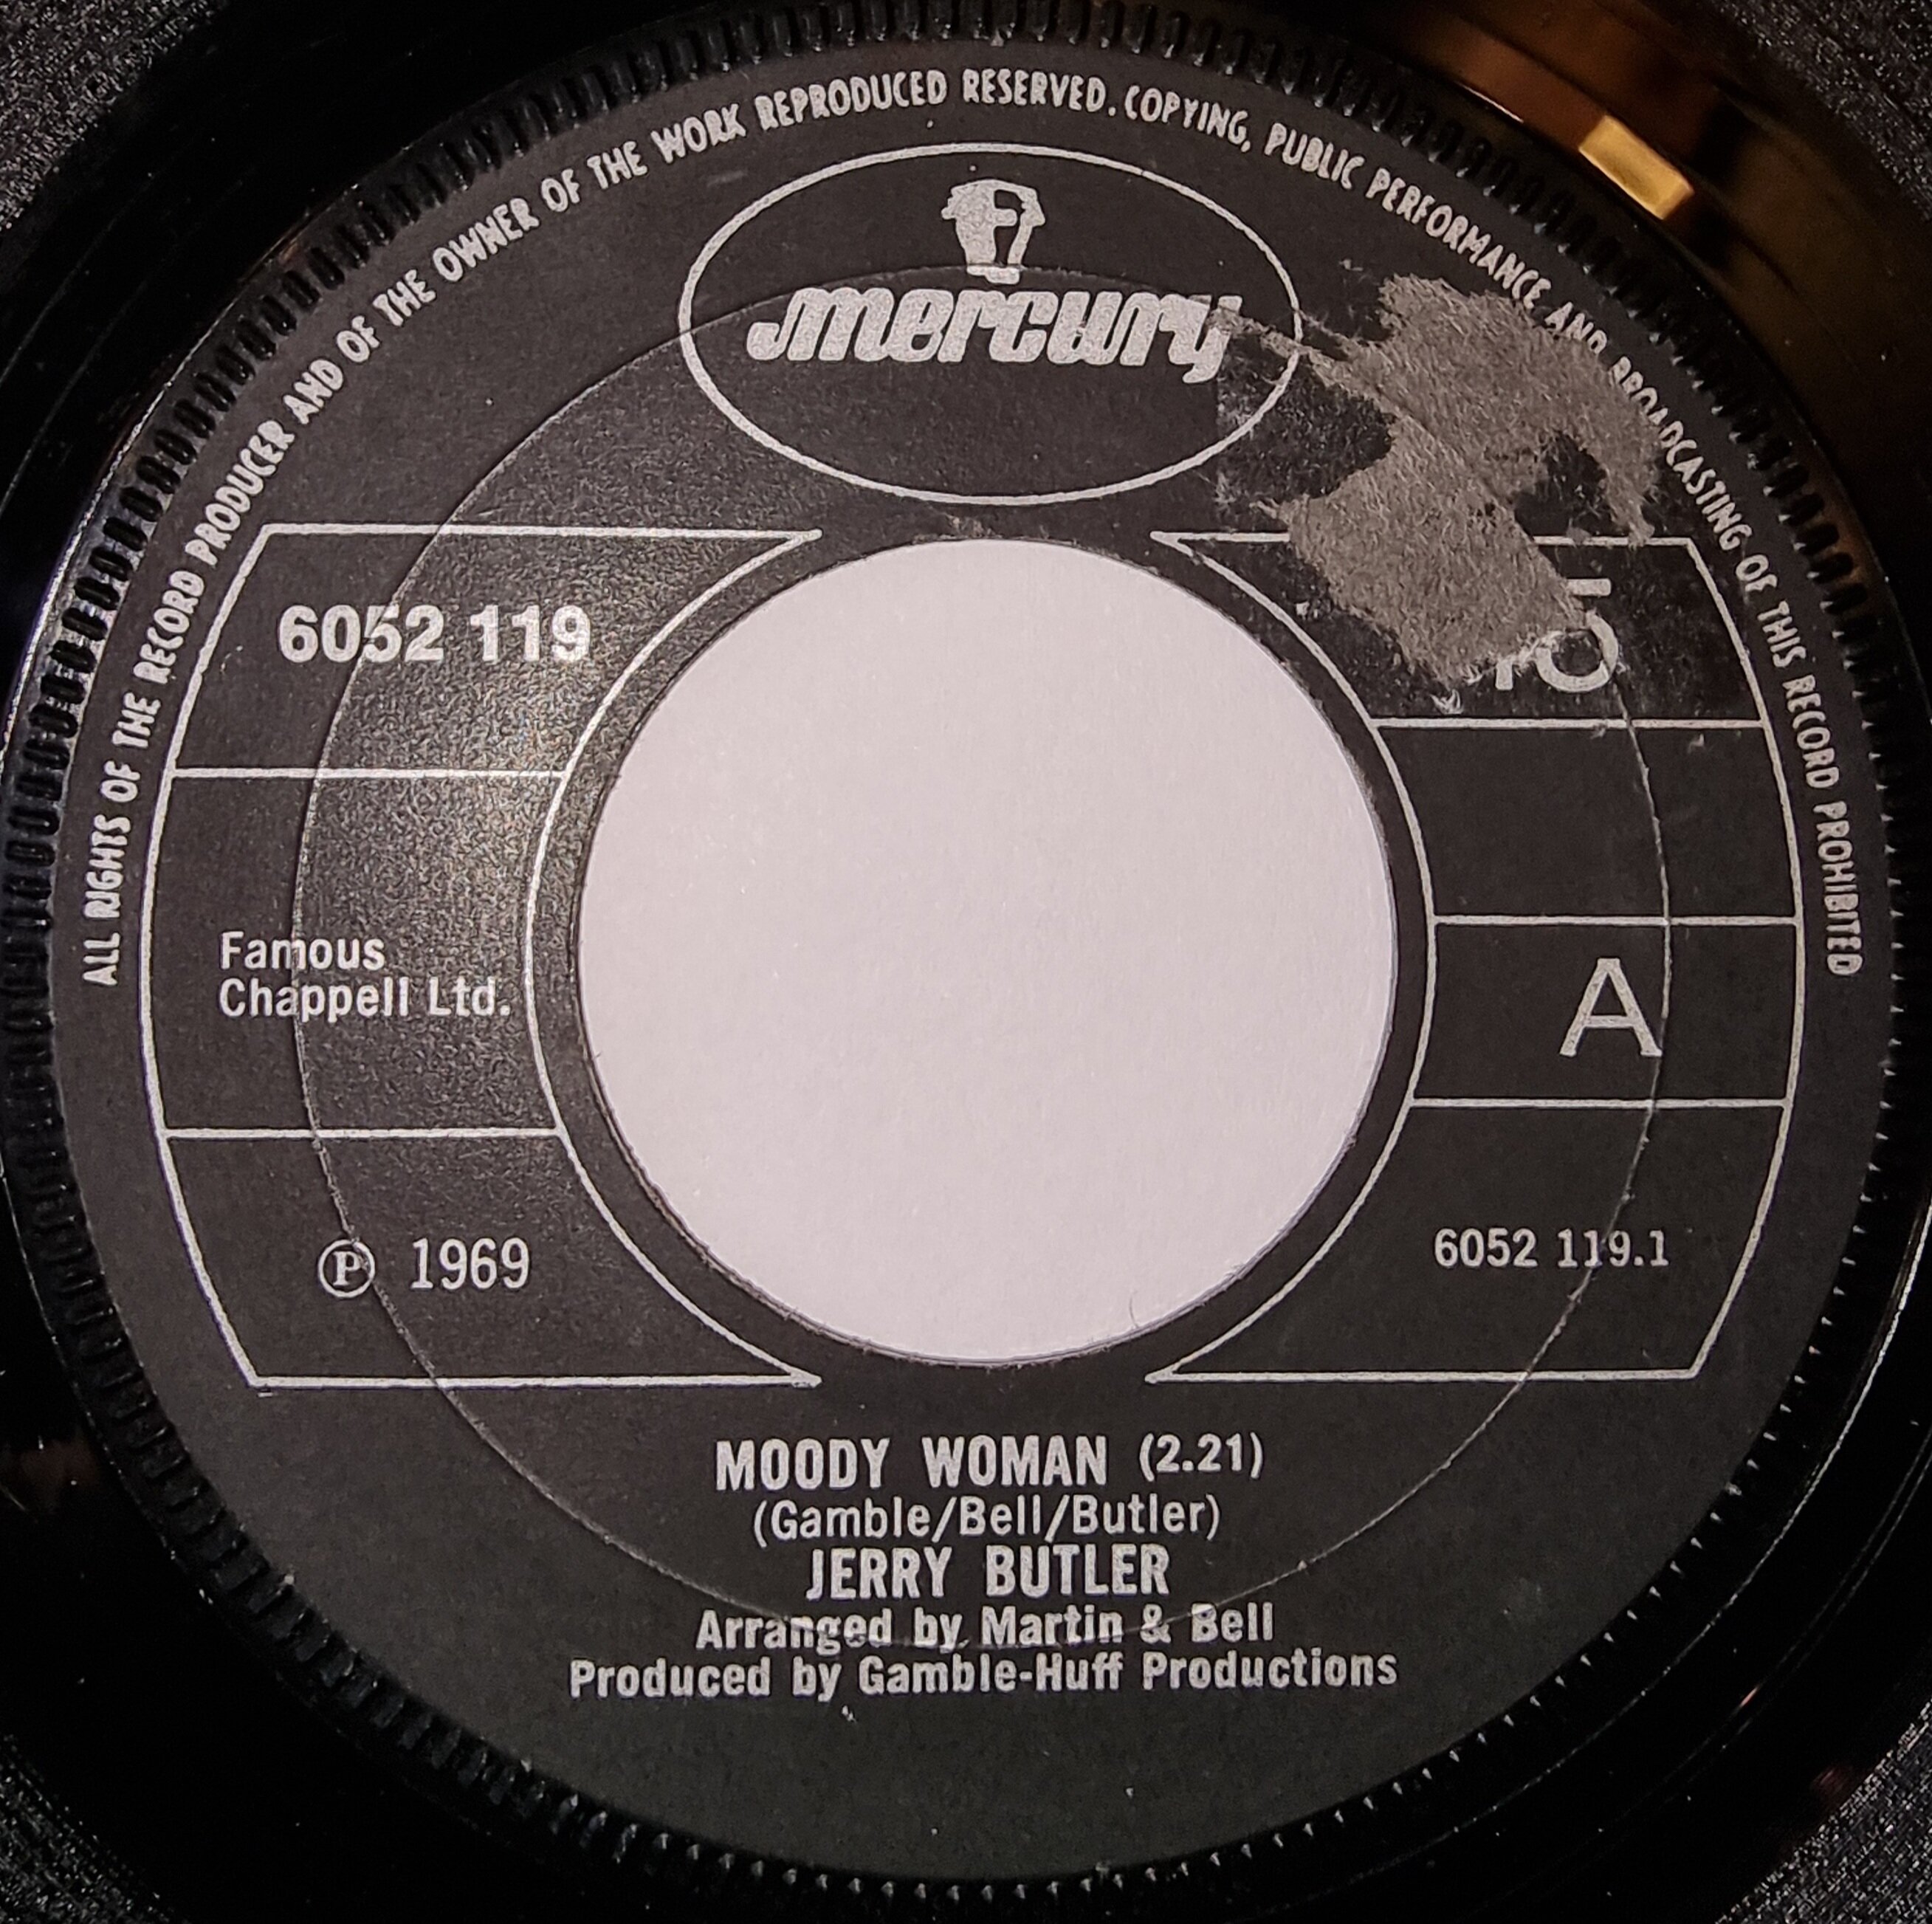 ALL RIGHTS OF THE RECORD PRODUCER AND OF THE OWNER OF THE WORK REPRODUCED RESERVED. COPYING, PUBLIC PERFORMANCE AND BROADCASTING OF THIS RECORD PROHIBITED
mercury
6052 119
Famous
Chappell Ltd.
A
Ⓟ 1969
6052 119.1
MOODY WOMAN (2.21)
(Gamble/Bell/Butler)
JERRY BUTLER
Arranged by Martin & Bell
Produced by Gamble-Huff Productions